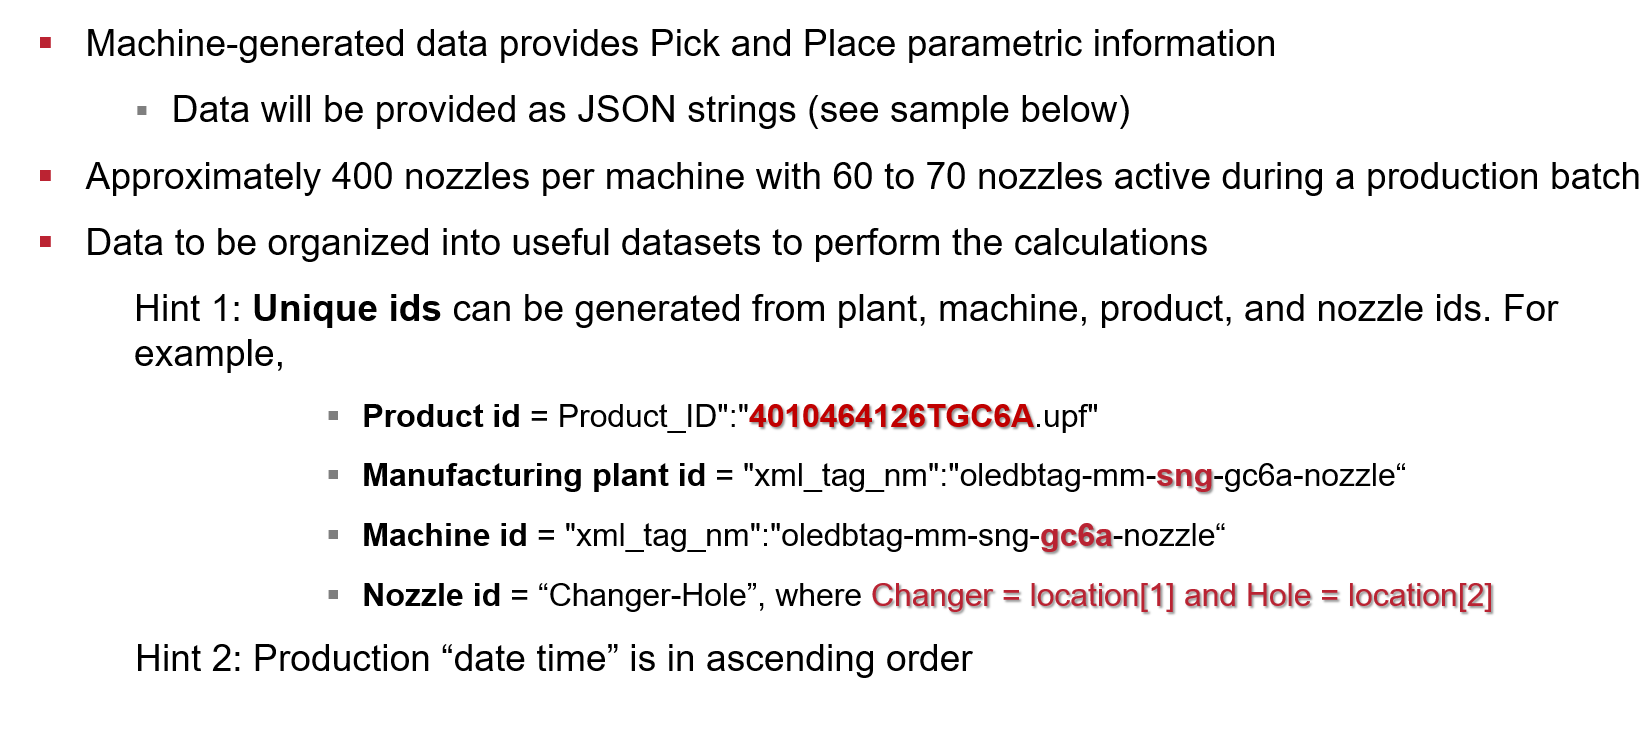 Machine-generated data provides Pick and Place parametric information
Data will be provided as JSON strings (see sample below)
Approximately 400 nozzles per machine with 60 to 70 nozzles active during a production batch
Data to be organized into useful datasets to perform the calculations
Hint 1: Unique ids can be generated from plant, machine, product, and nozzle ids. For
example,
Product id = Product_ID":"4010464126TGC6A.upf"
Manufacturing plant id = "xml_tag_nm":"oledbtag-mm-sng-gc6a-nozzle“
Machine id = "xml_tag_nm":"oledbtag-mm-sng-gc6a-nozzle“
Nozzle id = “Changer-Hole”, where Changer = location[1] and Hole = location[2]
Hint 2: Production “date time” is in ascending order